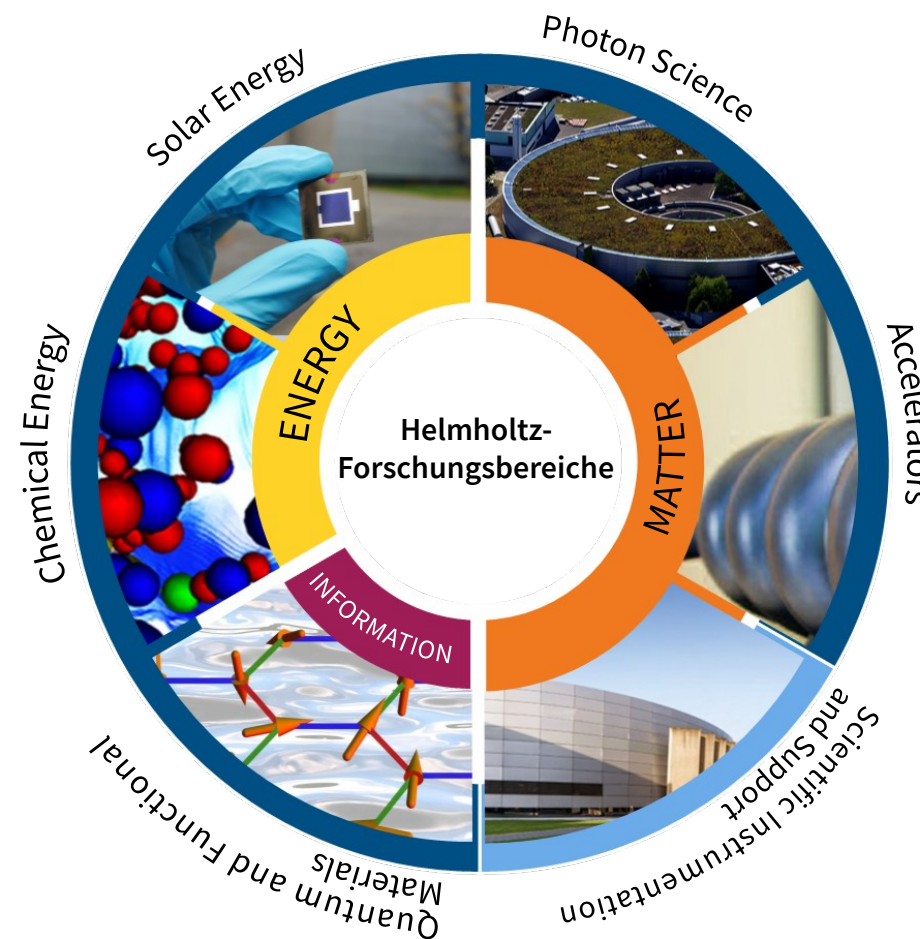 Photon Science
Solar Energy
Accelerators
Chemical Energy
ENERGY
MATTER
Helmholtz-
Forschungsbereiche
INFORMATION
Scientific Instrumentation
and Support
Quantum and Functional
Materials